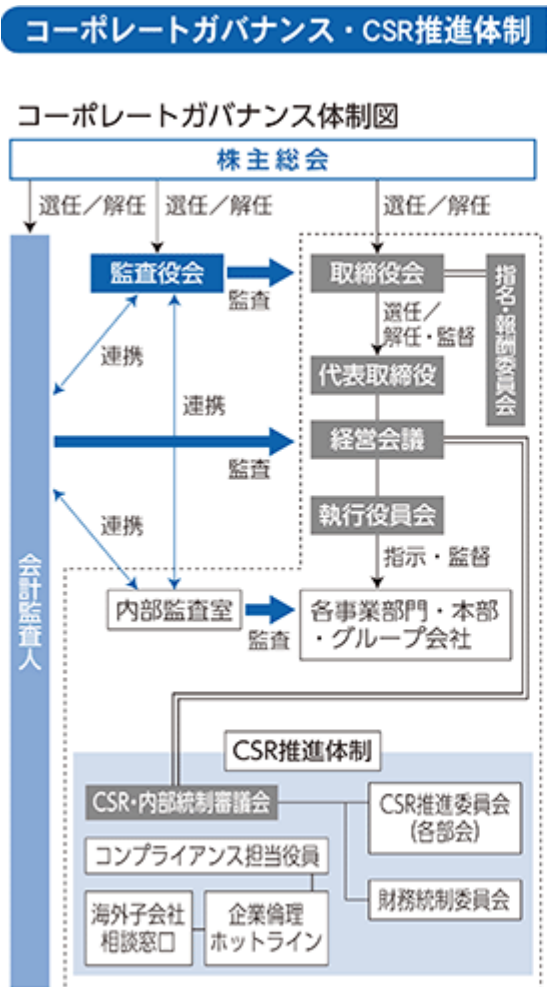 コーポレートガバナンス・CSR推進体制
コーポレートガバナンス体制図
株主総会
選任／解任
選任／解任
選任／解任
監査役会
監査
取締役会
指名・報酬委員会
選任／
解任・監督
連携
代表取締役
連携
経営会議
監査
連携
執行役員会
指示・監督
会計監査人
内部監査室
監査
各事業部門・本部
・グループ会社
CSR推進体制
CSR・内部統制審議会
CSR推進委員会
(各部会)
コンプライアンス担当役員
財務統制委員会
海外子会社
相談窓口
企業倫理
ホットライン